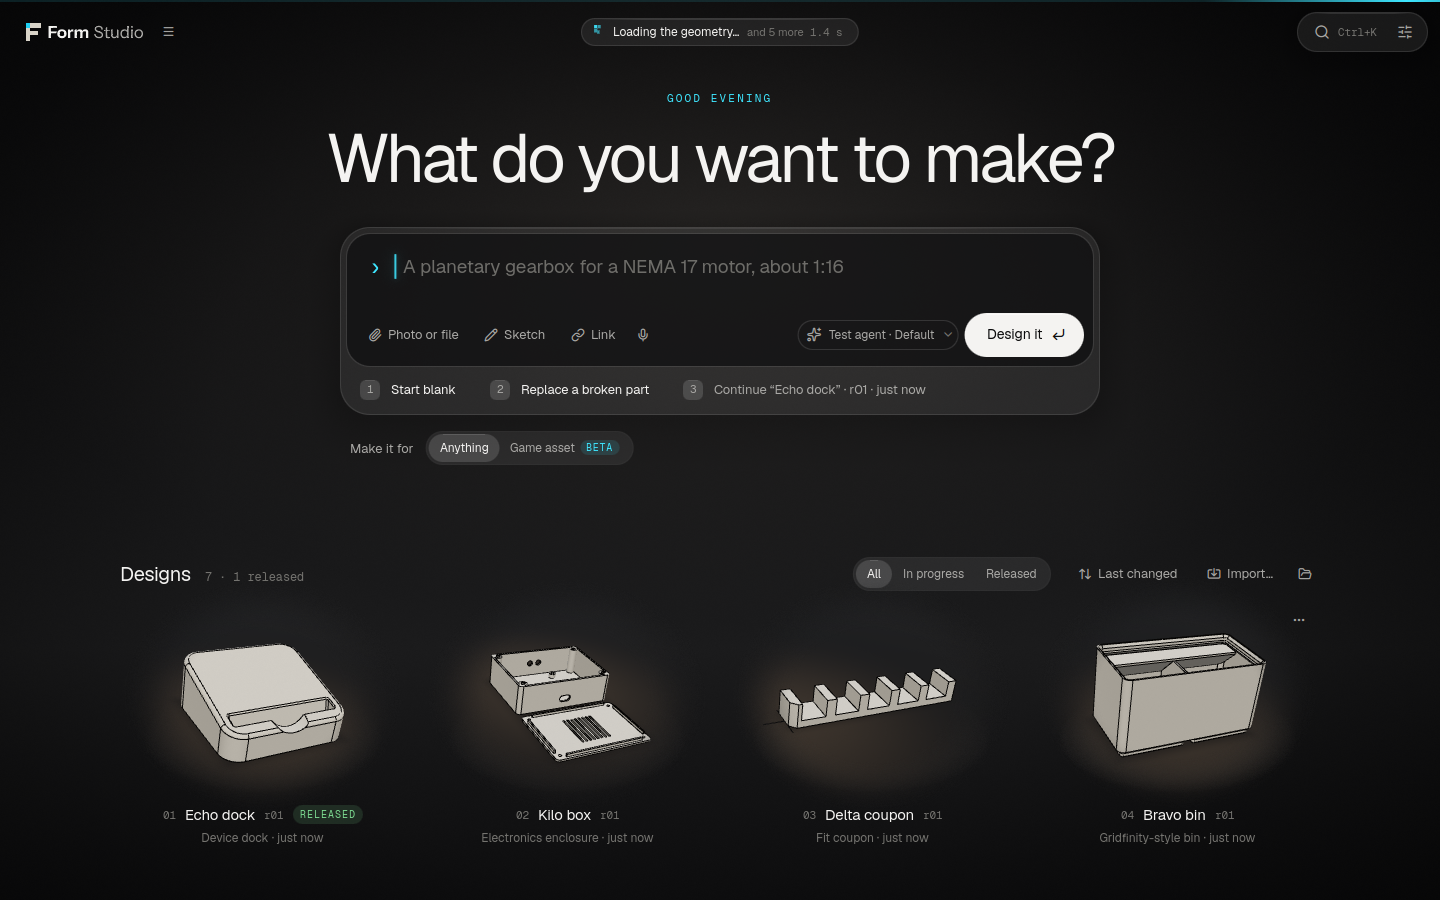 Form Studio
Loading the geometry… and 5 more 1.4 s
Ctrl+K
GOOD EVENING
What do you want to make?
A planetary gearbox for a NEMA 17 motor, about 1:16
Photo or file Sketch Link Test agent · Default Design it
1 Start blank 2 Replace a broken part 3 Continue “Echo dock” · r01 · just now
Make it for Anything Game asset BETA
Designs 7 · 1 released All In progress Released Last changed Import…
01 Echo dock r01 RELEASED
Device dock · just now
02 Kilo box r01
Electronics enclosure · just now
03 Delta coupon r01
Fit coupon · just now
04 Bravo bin r01
Gridfinity-style bin · just now